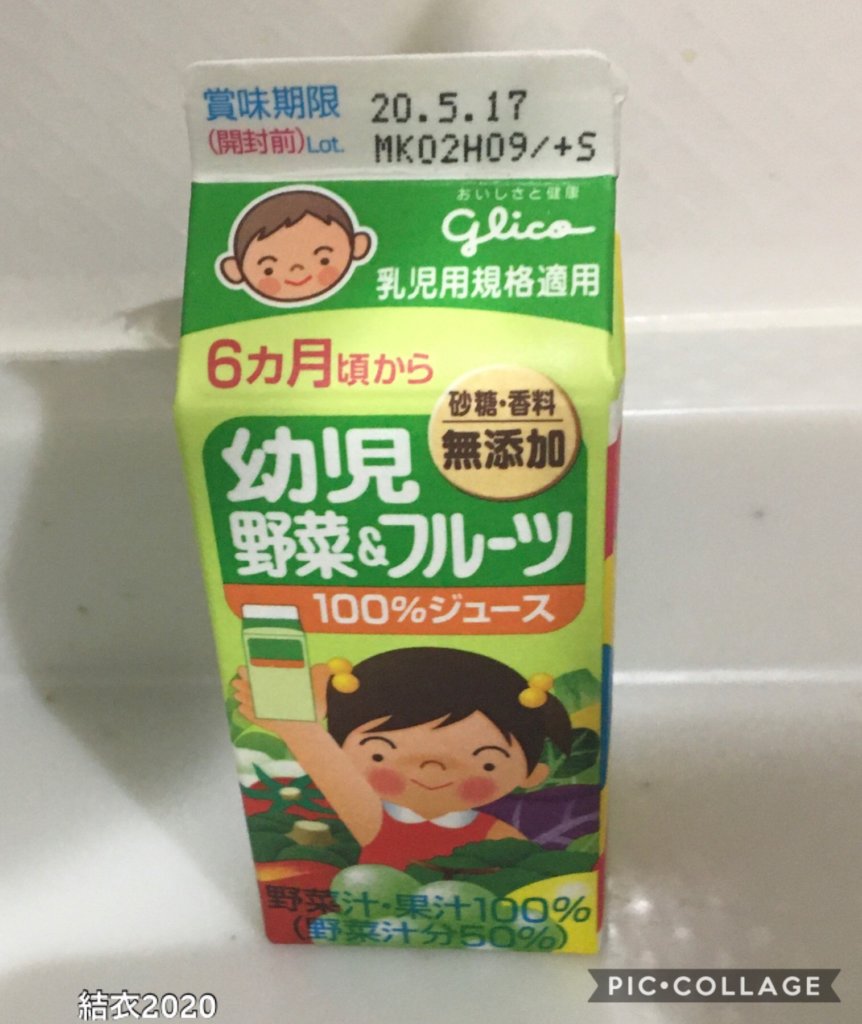 賞味期限 20.5.17
(開封前)Lot. MK02H09/+S
おいしさと健康
glico
乳児用規格適用
6カ月頃から
砂糖・香料
無添加
幼児
野菜&フルーツ
100%ジュース
野菜汁・果汁100%
(野菜汁分50%)
PIC•COLLAGE
結衣2020